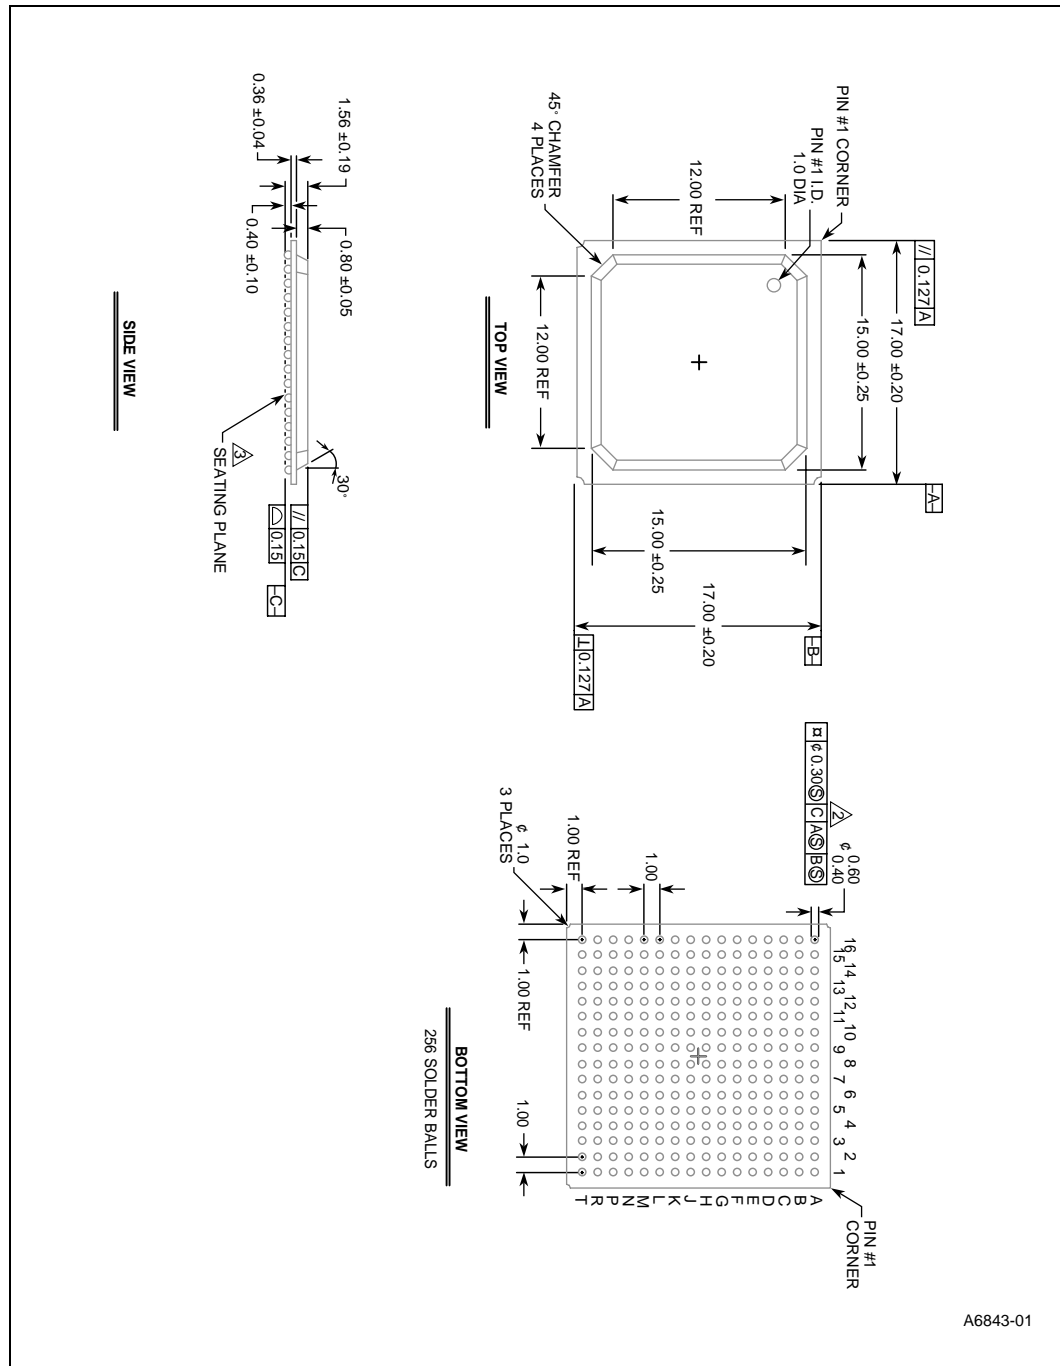 PIN #1 CORNER
PIN #1 I.D.
1.0 DIA
45° CHAMFER
4 PLACES
12.00 REF
12.00 REF
// 0.127 A
17.00 ±0.20
15.00 ±0.25
-A-
15.00 ±0.25
17.00 ±0.20
-B-
⊥ 0.127 A
TOP VIEW
1.56 ±0.19
0.36 ±0.04
0.80 ±0.05
0.40 ±0.10
30°
3
SEATING PLANE
// 0.15 C
⌓ 0.15
-C-
SIDE VIEW
2
¢ 0.60
0.40
¤ ¢ 0.30 Ⓢ C A Ⓢ B Ⓢ
1.00
1.00 REF
¢ 1.0
3 PLACES
16 15 14 13 12 11 10 9 8 7 6 5 4 3 2 1
A B C D E F G H J K L M N P R T
PIN #1
CORNER
1.00 REF
1.00
BOTTOM VIEW
256 SOLDER BALLS
A6843-01